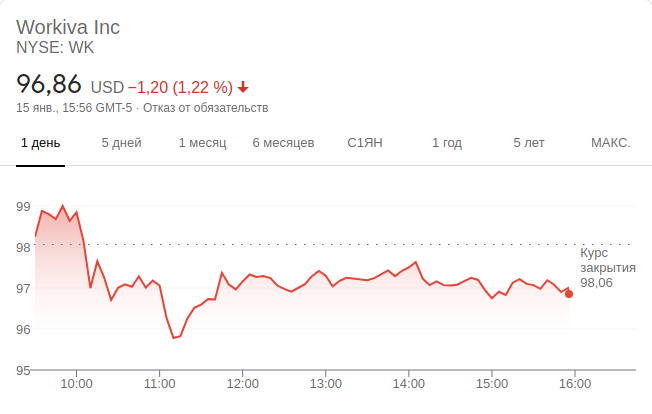 Workiva Inc
NYSE: WK
96,86 USD −1,20 (1,22 %)
15 янв., 15:56 GMT-5 · Отказ от обязательств
1 день 5 дней 1 месяц 6 месяцев С1ЯН 1 год 5 лет МАКС.
99
98
Курс
закрытия
98,06
97
96
95
10:00 11:00 12:00 13:00 14:00 15:00 16:00